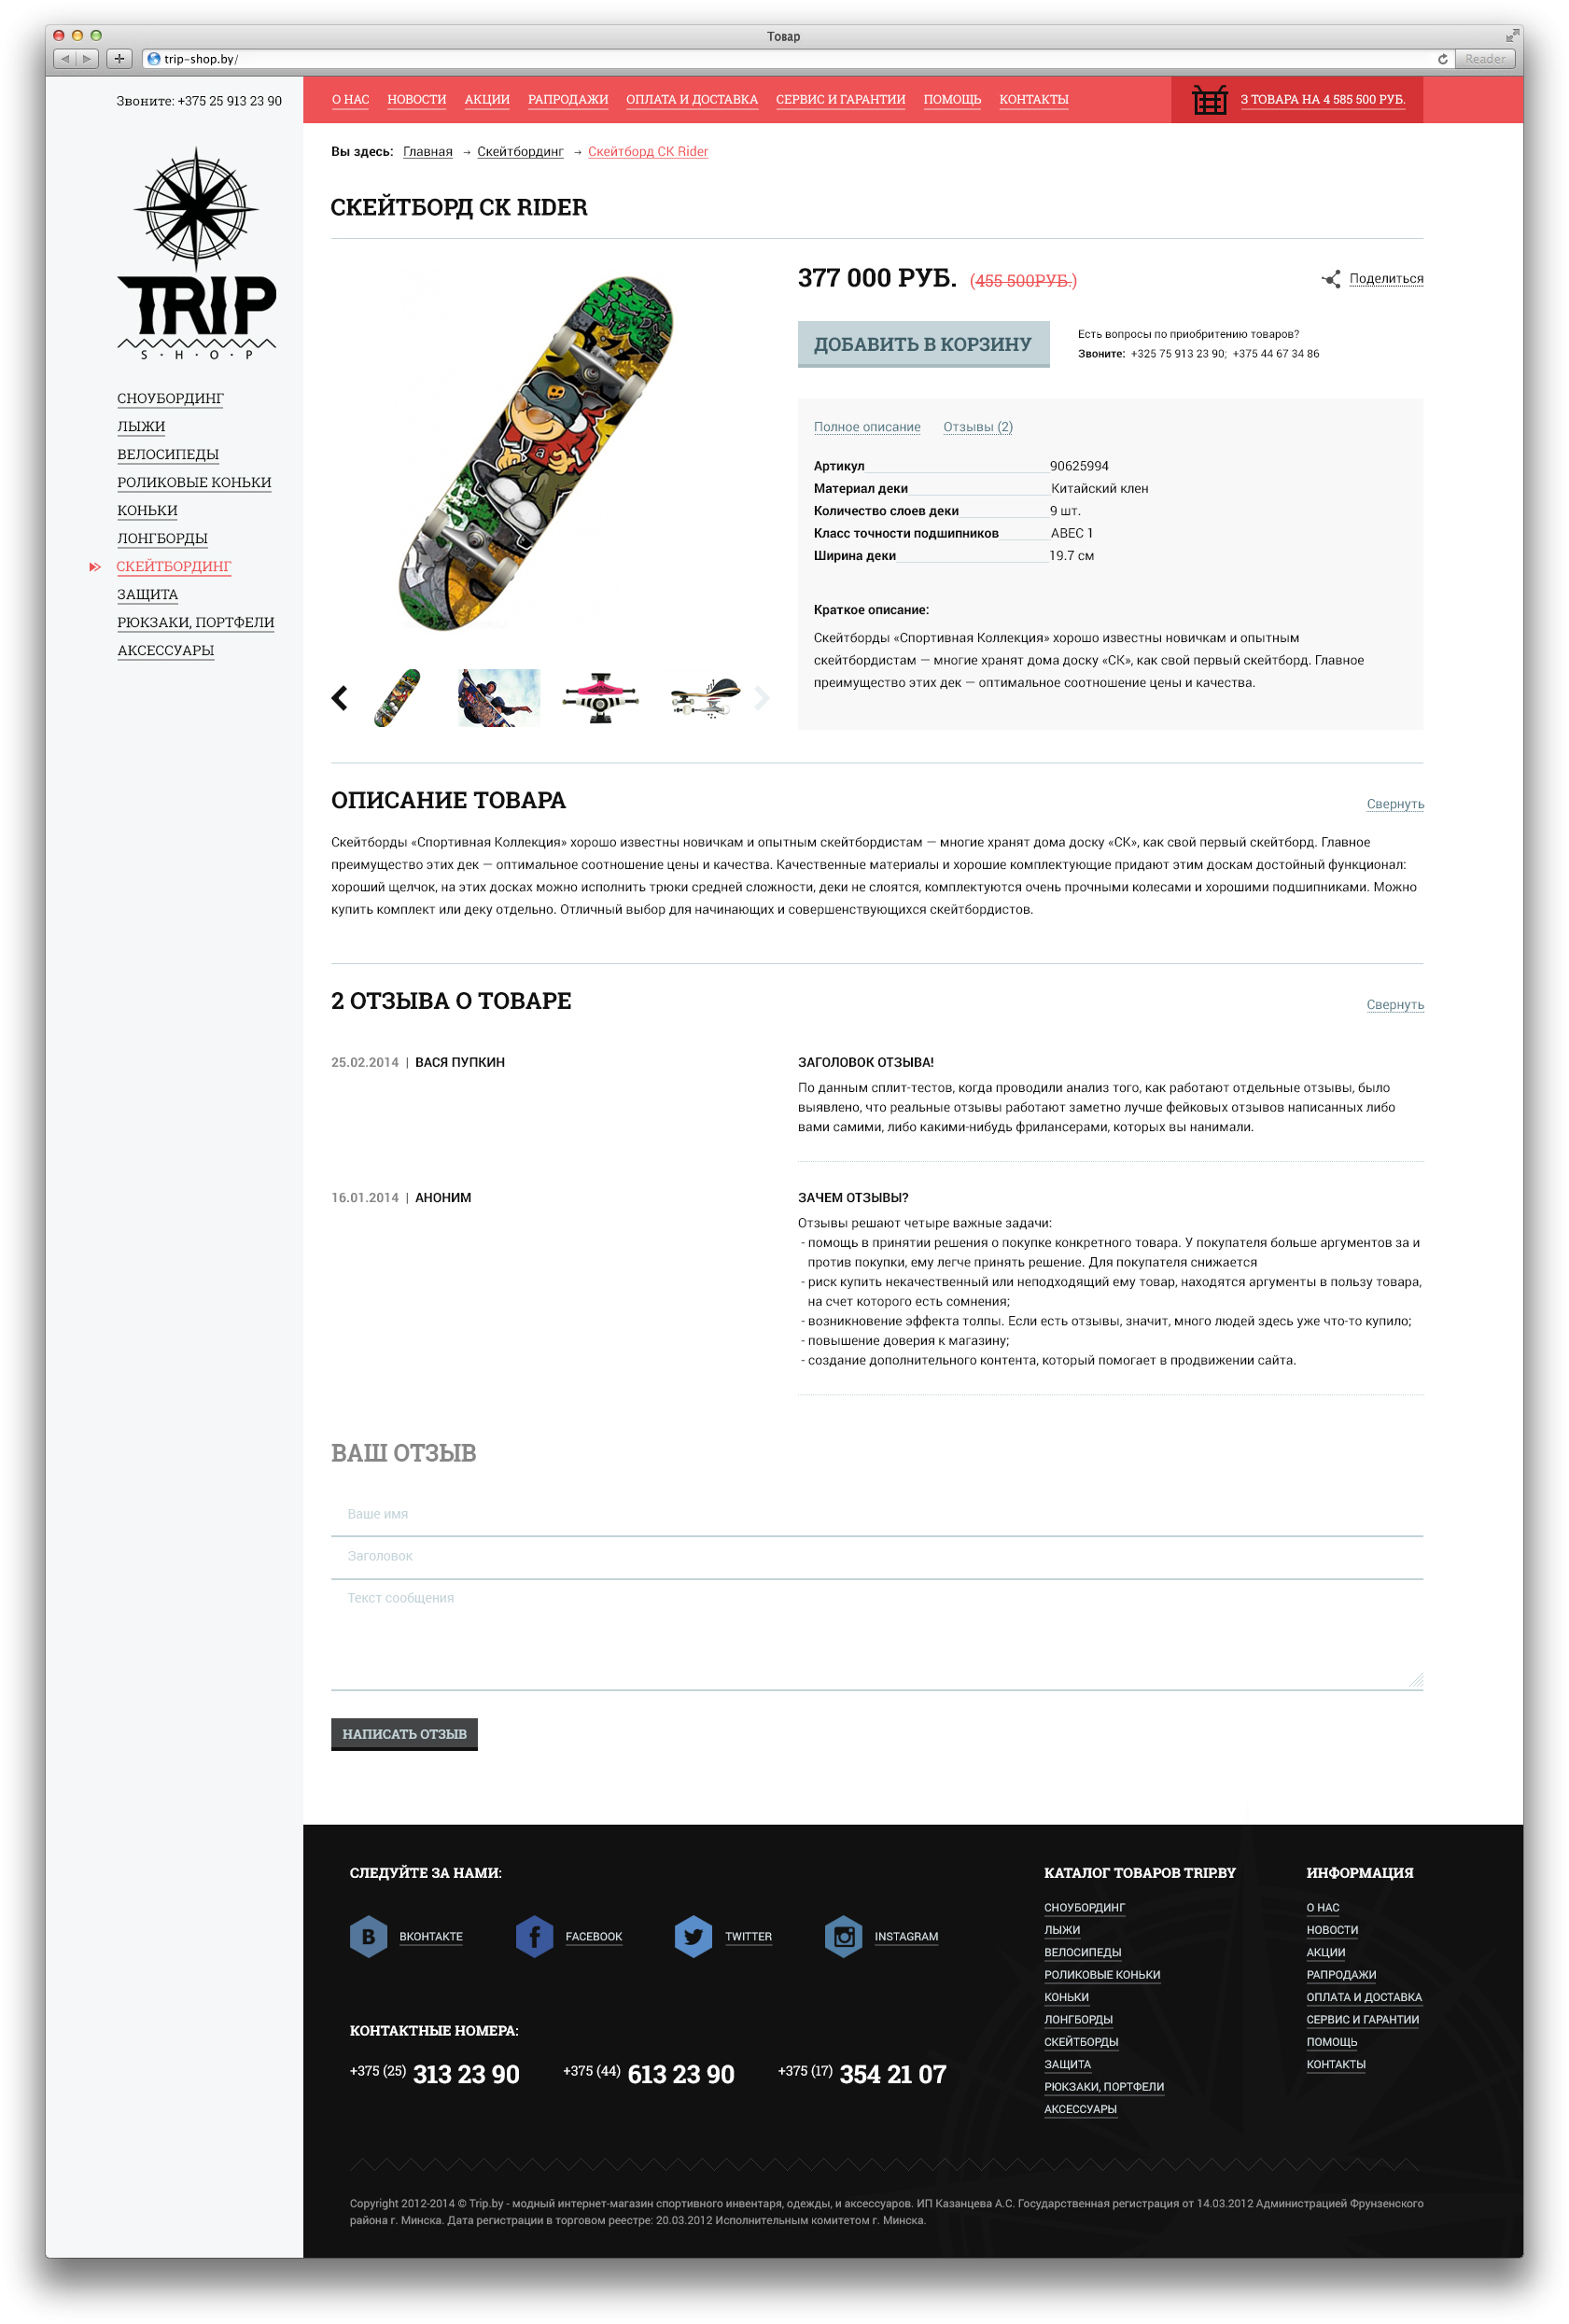 Товар
trip-shop.by/
Reader
Звоните: +375 25 913 23 90
О НАС НОВОСТИ АКЦИИ РАПРОДАЖИ ОПЛАТА И ДОСТАВКА СЕРВИС И ГАРАНТИИ ПОМОЩЬ КОНТАКТЫ
3 ТОВАРА НА 4 585 500 РУБ.
TRIP
S·H·O·P
СНОУБОРДИНГ
ЛЫЖИ
ВЕЛОСИПЕДЫ
РОЛИКОВЫЕ КОНЬКИ
КОНЬКИ
ЛОНГБОРДЫ
СКЕЙТБОРДИНГ
ЗАЩИТА
РЮКЗАКИ, ПОРТФЕЛИ
АКСЕССУАРЫ
Вы здесь: Главная → Скейтбординг → Скейтборд СК Rider
СКЕЙТБОРД СК RIDER
377 000 РУБ. (455 500РУБ.)
Поделиться
ДОБАВИТЬ В КОРЗИНУ
Есть вопросы по приобритению товаров?
Звоните: +325 75 913 23 90; +375 44 67 34 86
Полное описание Отзывы (2)
Артикул 90625994
Материал деки Китайский клен
Количество слоев деки 9 шт.
Класс точности подшипников ABEC 1
Ширина деки 19.7 см
Краткое описание:
Скейтборды «Спортивная Коллекция» хорошо известны новичкам и опытным
скейтбордистам — многие хранят дома доску «СК», как свой первый скейтборд. Главное
преимущество этих дек — оптимальное соотношение цены и качества.
ОПИСАНИЕ ТОВАРА
Свернуть
Скейтборды «Спортивная Коллекция» хорошо известны новичкам и опытным скейтбордистам — многие хранят дома доску «СК», как свой первый скейтборд. Главное
преимущество этих дек — оптимальное соотношение цены и качества. Качественные материалы и хорошие комплектующие придают этим доскам достойный функционал:
хороший щелчок, на этих досках можно исполнить трюки средней сложности, деки не слоятся, комплектуются очень прочными колесами и хорошими подшипниками. Можно
купить комплект или деку отдельно. Отличный выбор для начинающих и совершенствующихся скейтбордистов.
2 ОТЗЫВА О ТОВАРЕ
Свернуть
25.02.2014 | ВАСЯ ПУПКИН
ЗАГОЛОВОК ОТЗЫВА!
По данным сплит-тестов, когда проводили анализ того, как работают отдельные отзывы, было
выявлено, что реальные отзывы работают заметно лучше фейковых отзывов написанных либо
вами самими, либо какими-нибудь фрилансерами, которых вы нанимали.
16.01.2014 | АНОНИМ
ЗАЧЕМ ОТЗЫВЫ?
Отзывы решают четыре важные задачи:
- помощь в принятии решения о покупке конкретного товара. У покупателя больше аргументов за и
против покупки, ему легче принять решение. Для покупателя снижается
- риск купить некачественный или неподходящий ему товар, находятся аргументы в пользу товара,
на счет которого есть сомнения;
- возникновение эффекта толпы. Если есть отзывы, значит, много людей здесь уже что-то купило;
- повышение доверия к магазину;
- создание дополнительного контента, который помогает в продвижении сайта.
ВАШ ОТЗЫВ
Ваше имя
Заголовок
Текст сообщения
НАПИСАТЬ ОТЗЫВ
СЛЕДУЙТЕ ЗА НАМИ:
ВКОНТАКТЕ FACEBOOK TWITTER INSTAGRAM
КОНТАКТНЫЕ НОМЕРА:
+375 (25) 313 23 90 +375 (44) 613 23 90 +375 (17) 354 21 07
КАТАЛОГ ТОВАРОВ TRIP.BY
СНОУБОРДИНГ
ЛЫЖИ
ВЕЛОСИПЕДЫ
РОЛИКОВЫЕ КОНЬКИ
КОНЬКИ
ЛОНГБОРДЫ
СКЕЙТБОРДЫ
ЗАЩИТА
РЮКЗАКИ, ПОРТФЕЛИ
АКСЕССУАРЫ
ИНФОРМАЦИЯ
О НАС
НОВОСТИ
АКЦИИ
РАПРОДАЖИ
ОПЛАТА И ДОСТАВКА
СЕРВИС И ГАРАНТИИ
ПОМОЩЬ
КОНТАКТЫ
Copyright 2012-2014 © Trip.by - модный интернет-магазин спортивного инвентаря, одежды, и аксессуаров. ИП Казанцева А.С. Государственная регистрация от 14.03.2012 Администрацией Фрунзенского
района г. Минска. Дата регистрации в торговом реестре: 20.03.2012 Исполнительным комитетом г. Минска.